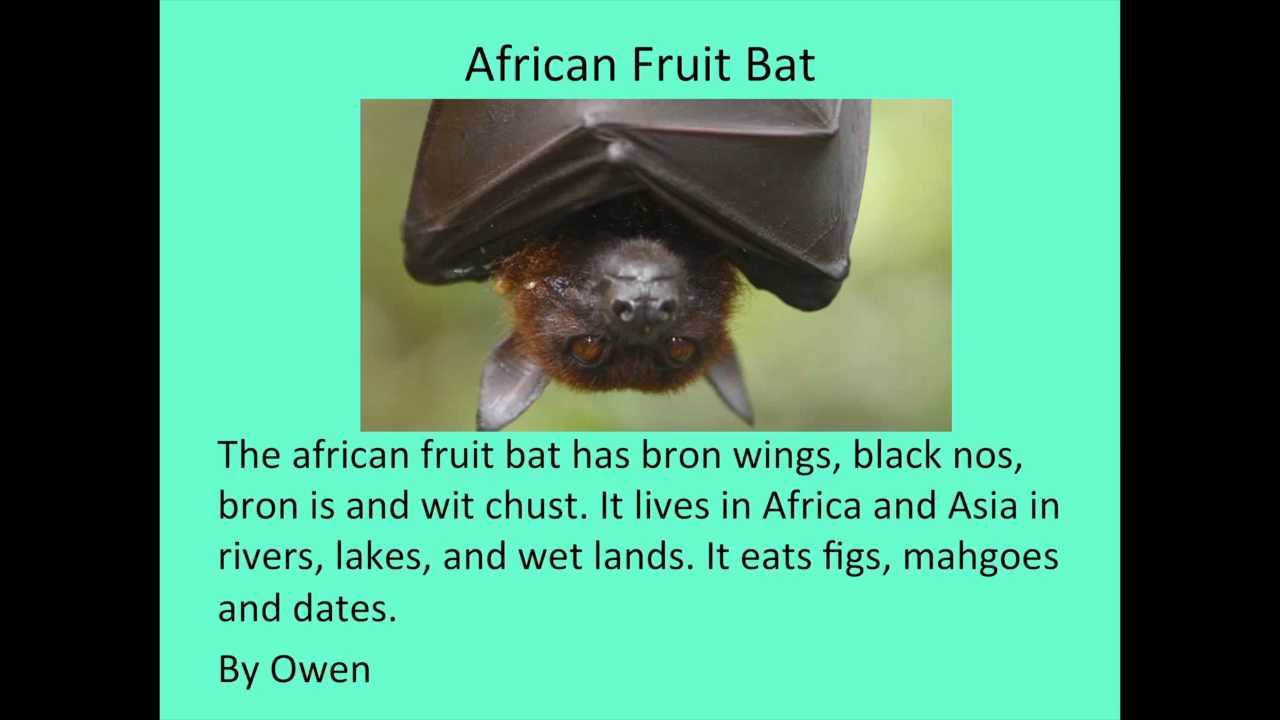 African Fruit Bat
The african fruit bat has bron wings, black nos,
bron is and wit chust. It lives in Africa and Asia in
rivers, lakes, and wet lands. It eats figs, mahgoes
and dates.
By Owen